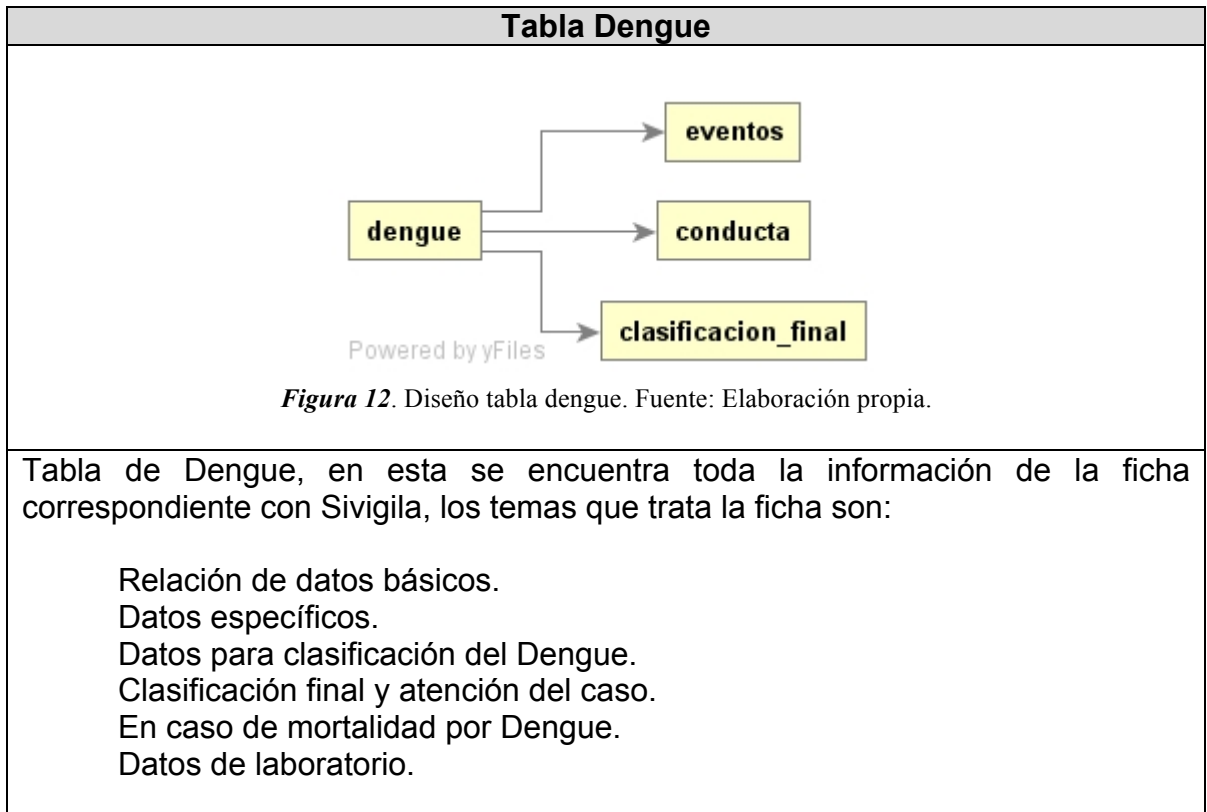 Tabla Dengue
eventos
dengue
conducta
clasificacion_final
Powered by yFiles
Figura 12. Diseño tabla dengue. Fuente: Elaboración propia.
Tabla de Dengue, en esta se encuentra toda la información de la ficha
correspondiente con Sivigila, los temas que trata la ficha son:
Relación de datos básicos.
Datos específicos.
Datos para clasificación del Dengue.
Clasificación final y atención del caso.
En caso de mortalidad por Dengue.
Datos de laboratorio.